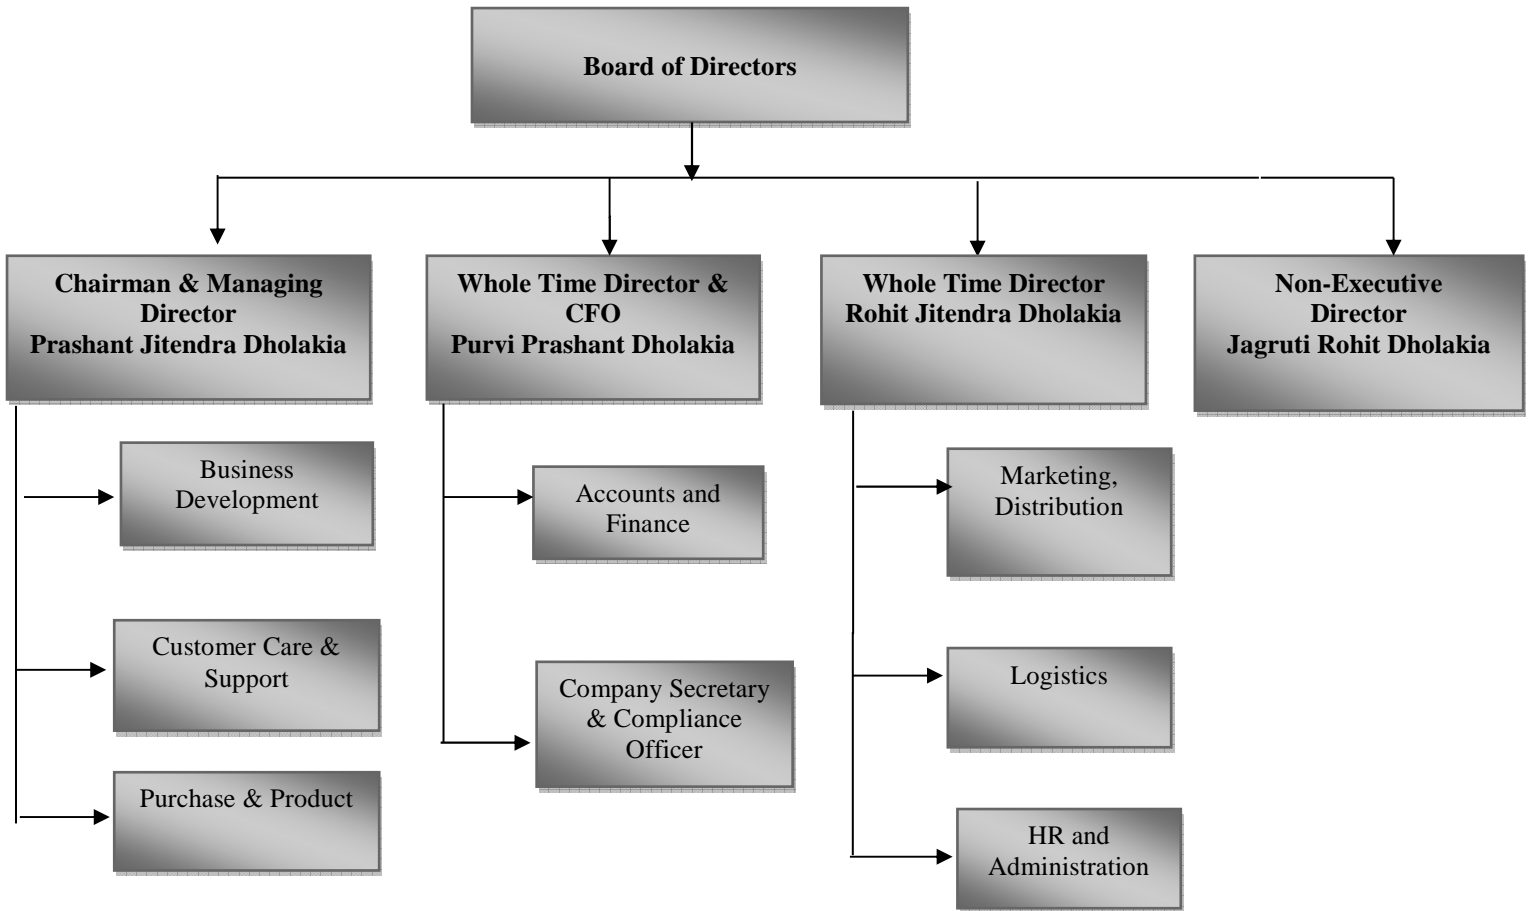 Board of Directors
Chairman & Managing
Director
Prashant Jitendra Dholakia
Whole Time Director &
CFO
Purvi Prashant Dholakia
Whole Time Director
Rohit Jitendra Dholakia
Non-Executive
Director
Jagruti Rohit Dholakia
Business
Development
Customer Care &
Support
Purchase & Product
Accounts and
Finance
Company Secretary
& Compliance
Officer
Marketing,
Distribution
Logistics
HR and
Administration